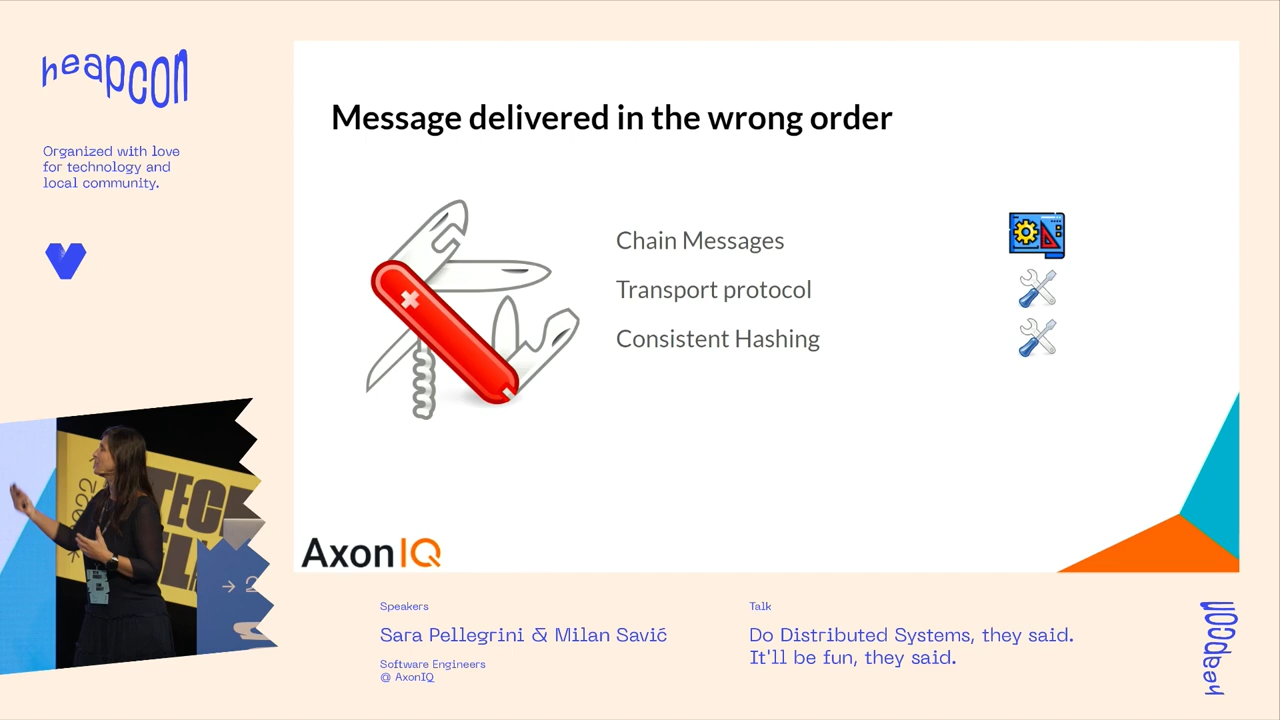 heapcon
Organized with love
for technology and
local community.
Message delivered in the wrong order
Chain Messages
Transport protocol
Consistent Hashing
AxonIQ
2022
TECH
Speakers
Sara Pellegrini & Milan Savić
Software Engineers
@ AxonIQ
Talk
Do Distributed Systems, they said.
It'll be fun, they said.
heapcon